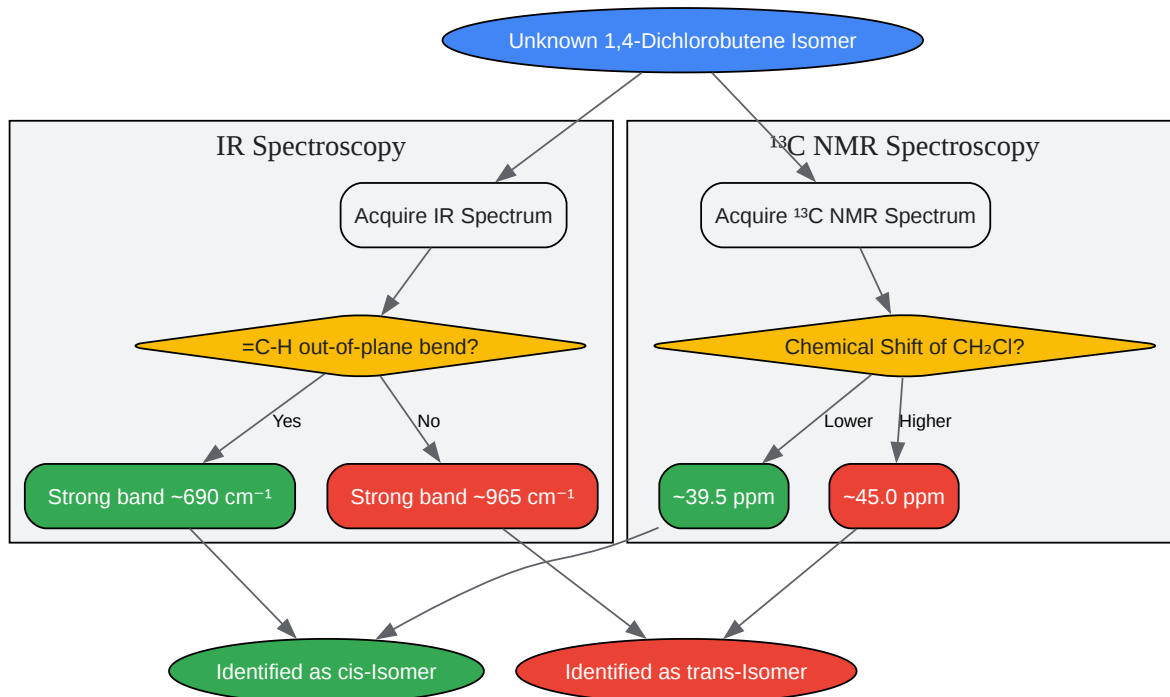 Unknown 1,4-Dichlorobutene Isomer
IR Spectroscopy
¹³C NMR Spectroscopy
Acquire IR Spectrum
Acquire ¹³C NMR Spectrum
=C-H out-of-plane bend?
Chemical Shift of CH₂Cl?
Yes
No
Lower
Higher
Strong band ~690 cm⁻¹
Strong band ~965 cm⁻¹
~39.5 ppm
~45.0 ppm
Identified as cis-Isomer
Identified as trans-Isomer